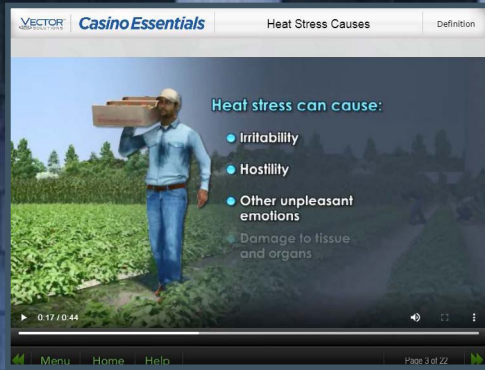 VECTOR SOLUTIONS
Casino Essentials
Heat Stress Causes
Definition
Heat stress can cause:
Irritability
Hostility
Other unpleasant
emotions
Damage to tissue
and organs
0:17 / 0:44
Menu Home Help
Page 3 of 22